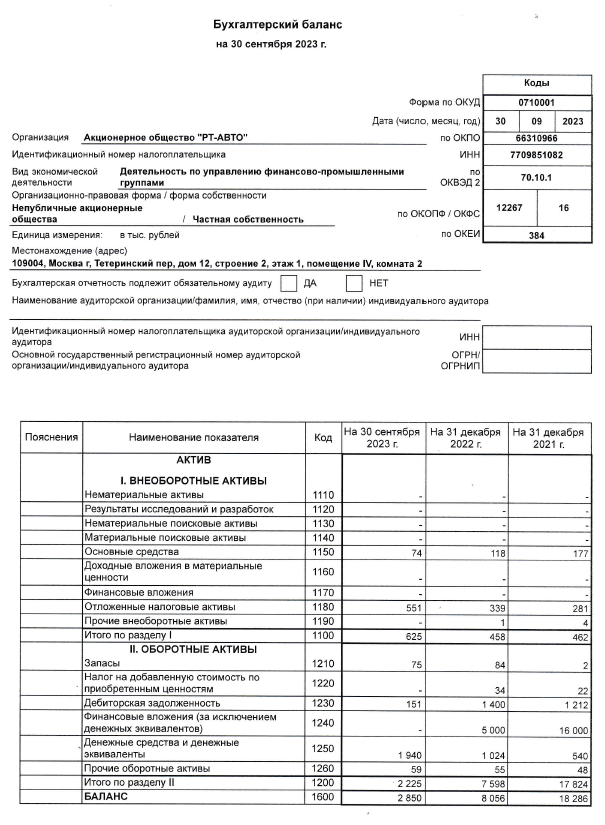 Бухгалтерский баланс
на 30 сентября 2023 г.
Коды
Форма по ОКУД 0710001
Дата (число, месяц, год) 30 09 2023
Организация Акционерное общество "РТ-АВТО" по ОКПО 66310966
Идентификационный номер налогоплательщика ИНН 7709851082
Вид экономической деятельности Деятельность по управлению финансово-промышленными группами по ОКВЭД 2 70.10.1
Организационно-правовая форма / форма собственности
Непубличные акционерные общества / Частная собственность по ОКОПФ / ОКФС 12267 16
Единица измерения: в тыс. рублей по ОКЕИ 384
Местонахождение (адрес)
109004, Москва г, Тетеринский пер, дом 12, строение 2, этаж 1, помещение IV, комната 2
Бухгалтерская отчетность подлежит обязательному аудиту ДА НЕТ
Наименование аудиторской организации/фамилия, имя, отчество (при наличии) индивидуального аудитора
Идентификационный номер налогоплательщика аудиторской организации/индивидуального аудитора ИНН
Основной государственный регистрационный номер аудиторской организации/индивидуального аудитора ОГРН/ОГРНИП
Пояснения Наименование показателя Код На 30 сентября 2023 г. На 31 декабря 2022 г. На 31 декабря 2021 г.
АКТИВ
I. ВНЕОБОРОТНЫЕ АКТИВЫ
Нематериальные активы 1110 - - -
Результаты исследований и разработок 1120 - - -
Нематериальные поисковые активы 1130 - - -
Материальные поисковые активы 1140 - - -
Основные средства 1150 74 118 177
Доходные вложения в материальные ценности 1160 - - -
Финансовые вложения 1170 - - -
Отложенные налоговые активы 1180 551 339 281
Прочие внеоборотные активы 1190 - 1 4
Итого по разделу I 1100 625 458 462
II. ОБОРОТНЫЕ АКТИВЫ
Запасы 1210 75 84 2
Налог на добавленную стоимость по приобретенным ценностям 1220 - 34 22
Дебиторская задолженность 1230 151 1 400 1 212
Финансовые вложения (за исключением денежных эквивалентов) 1240 - 5 000 16 000
Денежные средства и денежные эквиваленты 1250 1 940 1 024 540
Прочие оборотные активы 1260 59 55 48
Итого по разделу II 1200 2 225 7 598 17 824
БАЛАНС 1600 2 850 8 056 18 286